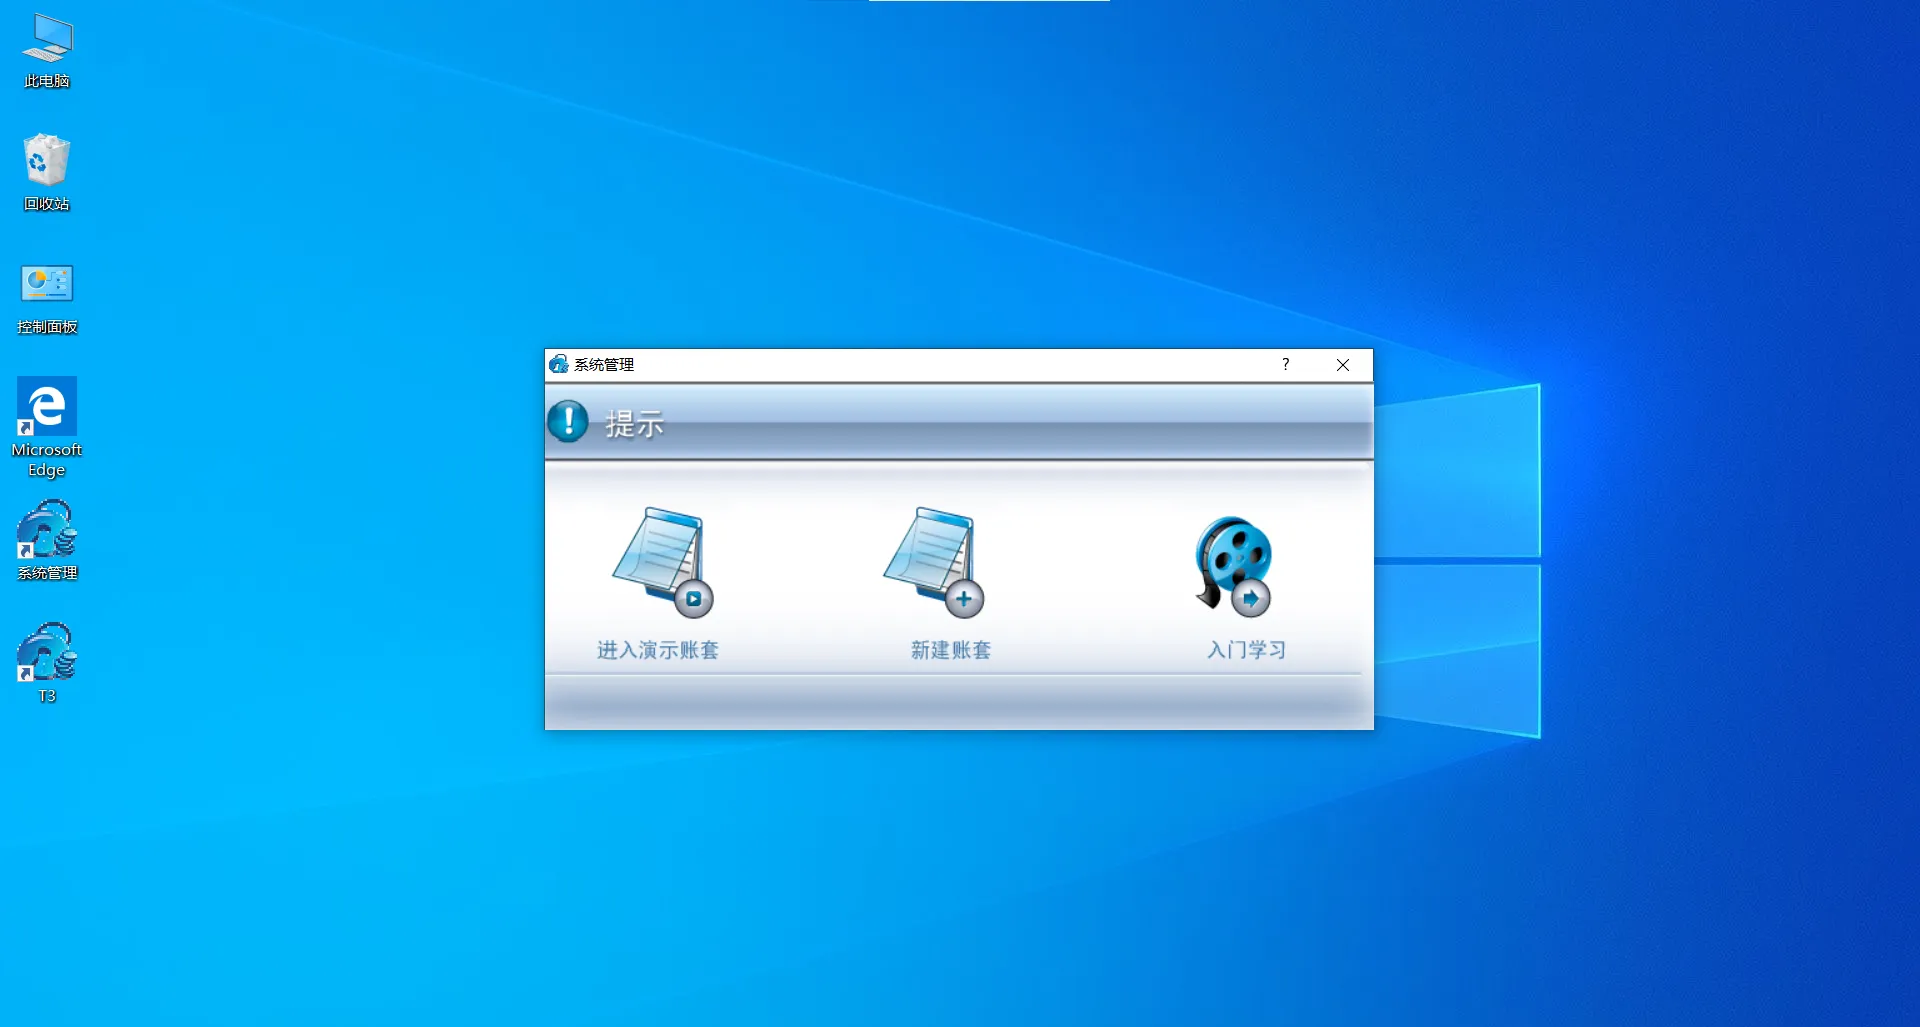 此电脑
回收站
控制面板
Microsoft
Edge
系统管理
T3
系统管理
?
提示
进入演示账套
新建账套
入门学习